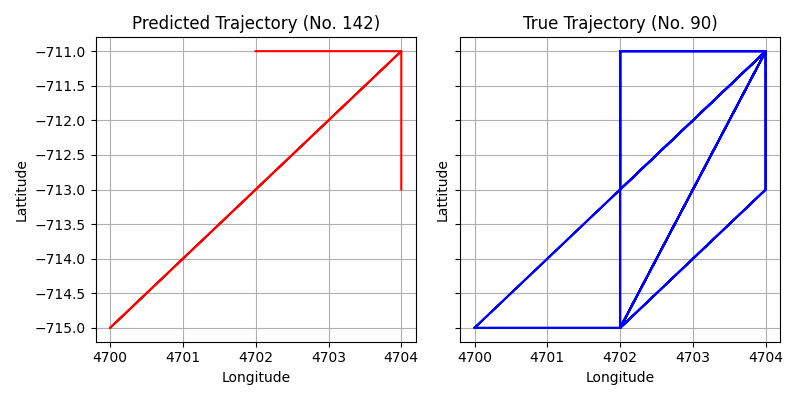 Predicted Trajectory (No. 142)
True Trajectory (No. 90)
Lattitude
−711.0
−711.5
−712.0
−712.5
−713.0
−713.5
−714.0
−714.5
−715.0
4700 4701 4702 4703 4704
Longitude
Lattitude
4700 4701 4702 4703 4704
Longitude